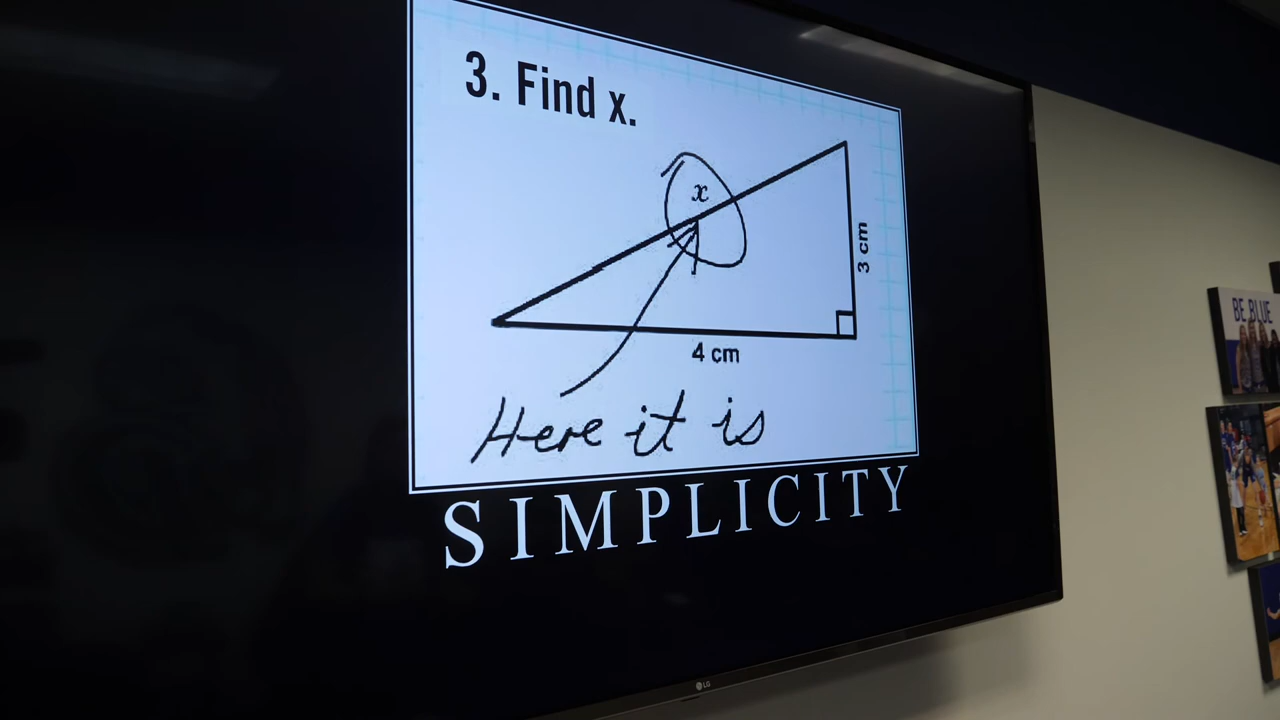 3. Find x.
x
3 cm
4 cm
Here it is
SIMPLICITY
LG
BE BLUE